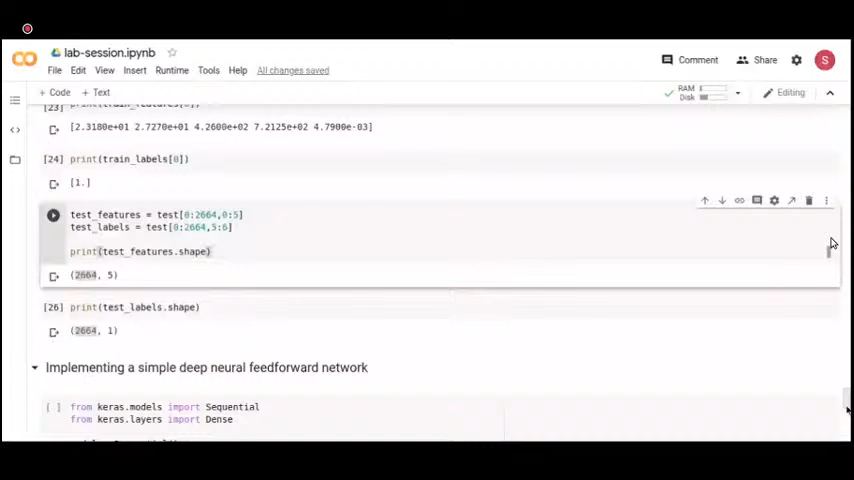 lab-session.ipynb
Comment
Share
S
File Edit View Insert Runtime Tools Help All changes saved
+ Code + Text
RAM
Disk
Editing
[23] print(train_features[0])
[2.3180e+01 2.7270e+01 4.2600e+02 7.2125e+02 4.7900e-03]
[24] print(train_labels[0])
[1.]
test_features = test[0:2664,0:5]
test_labels = test[0:2664,5:6]
print(test_features.shape)
(2664, 5)
[26] print(test_labels.shape)
(2664, 1)
Implementing a simple deep neural feedforward network
[ ] from keras.models import Sequential
from keras.layers import Dense